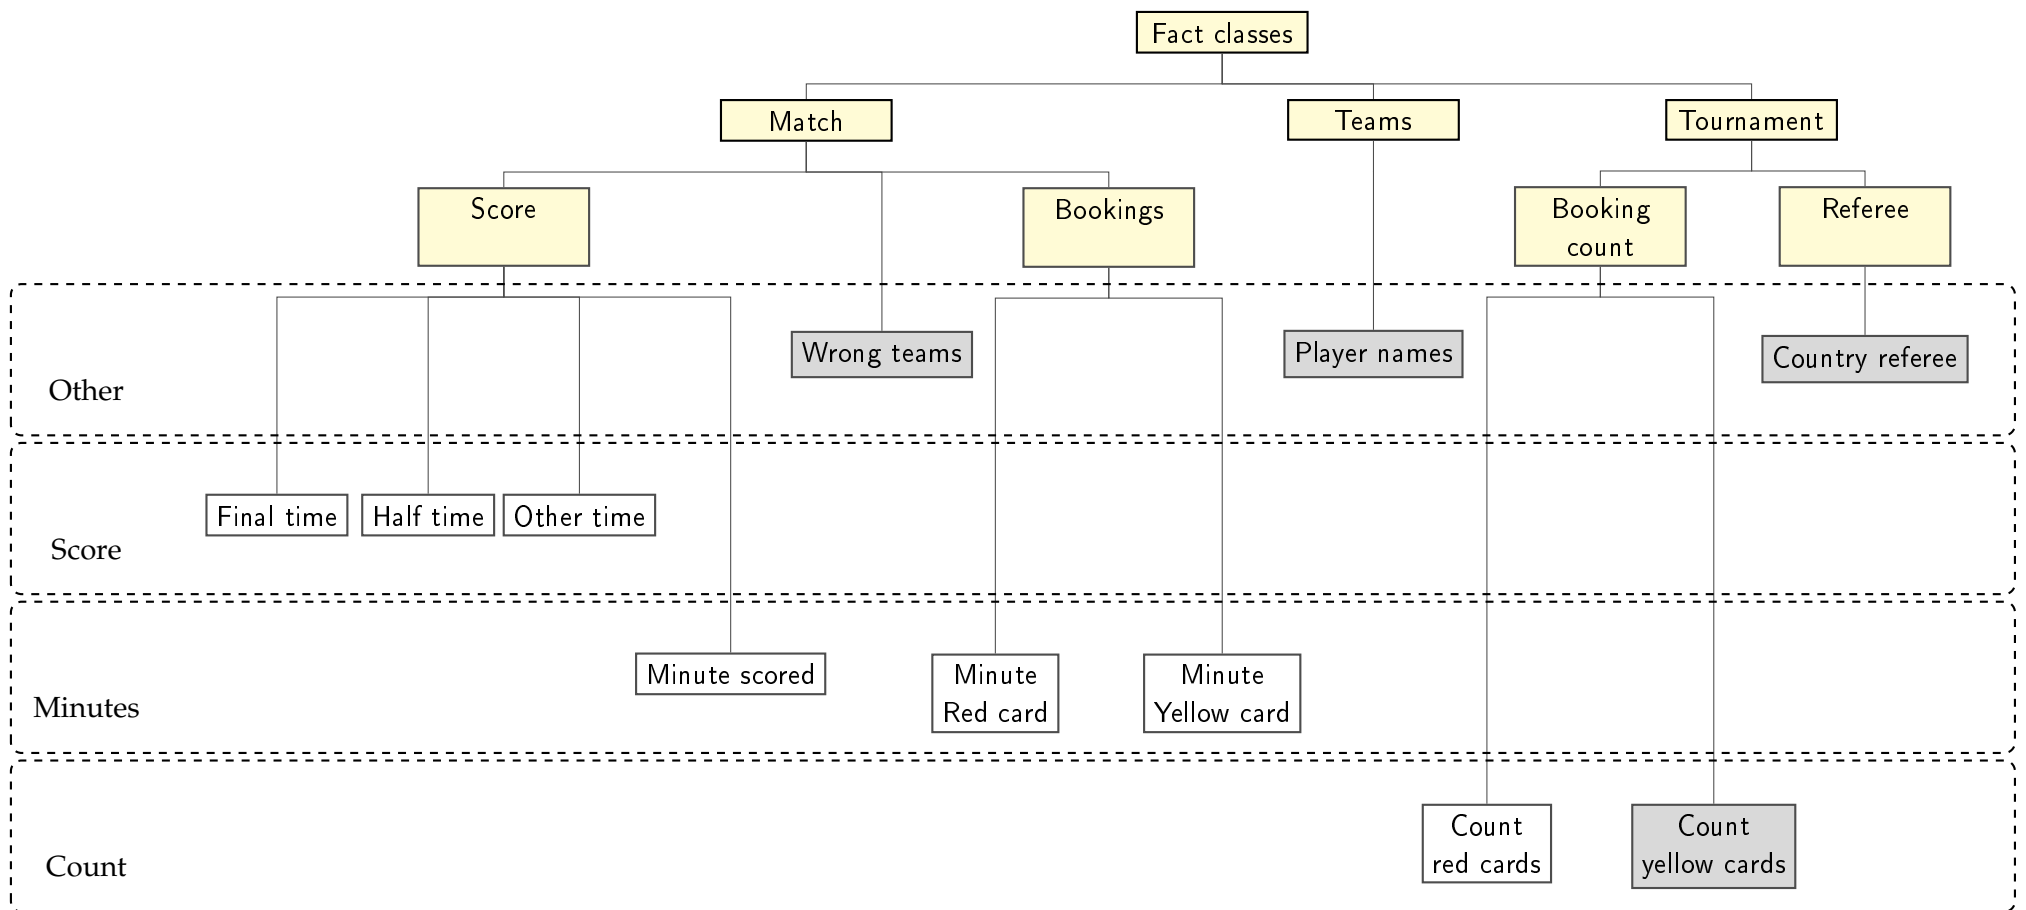 Fact classes
Match
Teams
Tournament
Score
Bookings
Booking
count
Referee
Other
Wrong teams
Player names
Country referee
Score
Final time
Half time
Other time
Minutes
Minute scored
Minute
Red card
Minute
Yellow card
Count
Count
red cards
Count
yellow cards